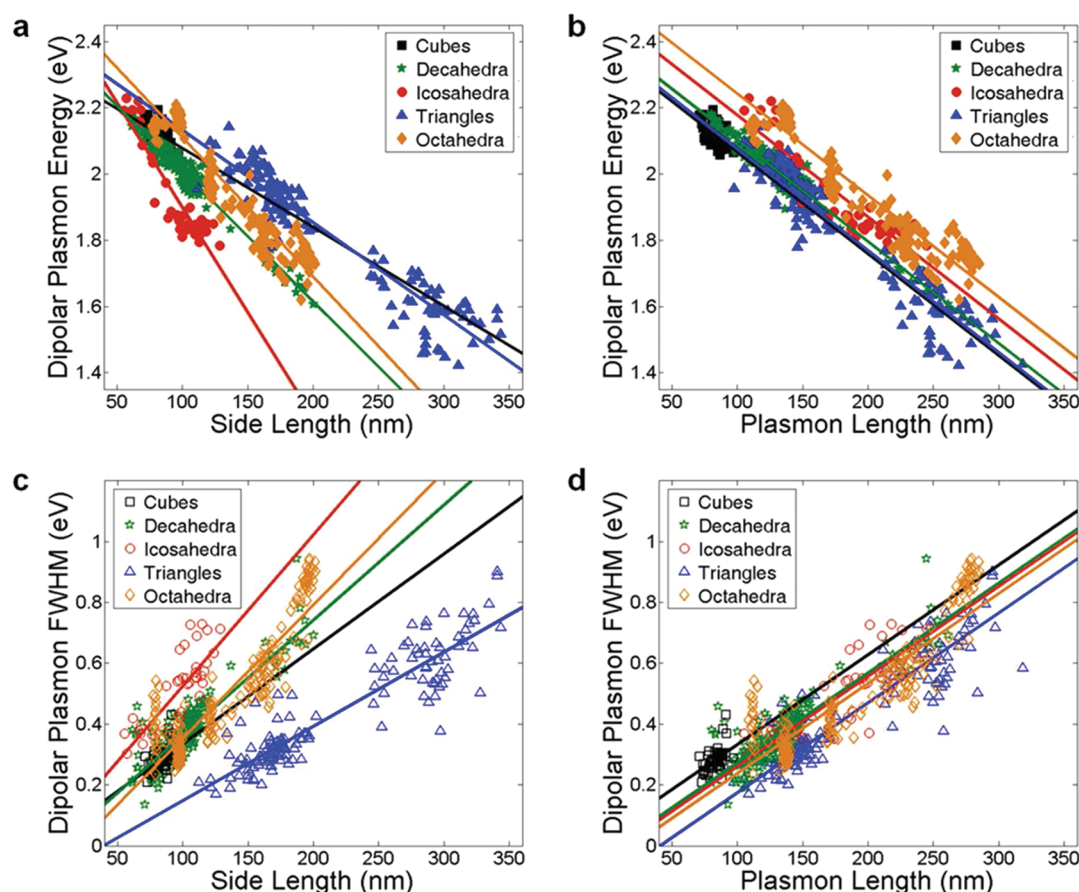 a
Dipolar Plasmon Energy (eV)
2.4
2.2
2
1.8
1.6
1.4
50 100 150 200 250 300 350
Side Length (nm)
Cubes
Decahedra
Icosahedra
Triangles
Octahedra
b
Dipolar Plasmon Energy (eV)
2.4
2.2
2
1.8
1.6
1.4
50 100 150 200 250 300 350
Plasmon Length (nm)
Cubes
Decahedra
Icosahedra
Triangles
Octahedra
c
Dipolar Plasmon FWHM (eV)
1
0.8
0.6
0.4
0.2
0
50 100 150 200 250 300 350
Side Length (nm)
Cubes
Decahedra
Icosahedra
Triangles
Octahedra
d
Dipolar Plasmon FWHM (eV)
1
0.8
0.6
0.4
0.2
0
50 100 150 200 250 300 350
Plasmon Length (nm)
Cubes
Decahedra
Icosahedra
Triangles
Octahedra